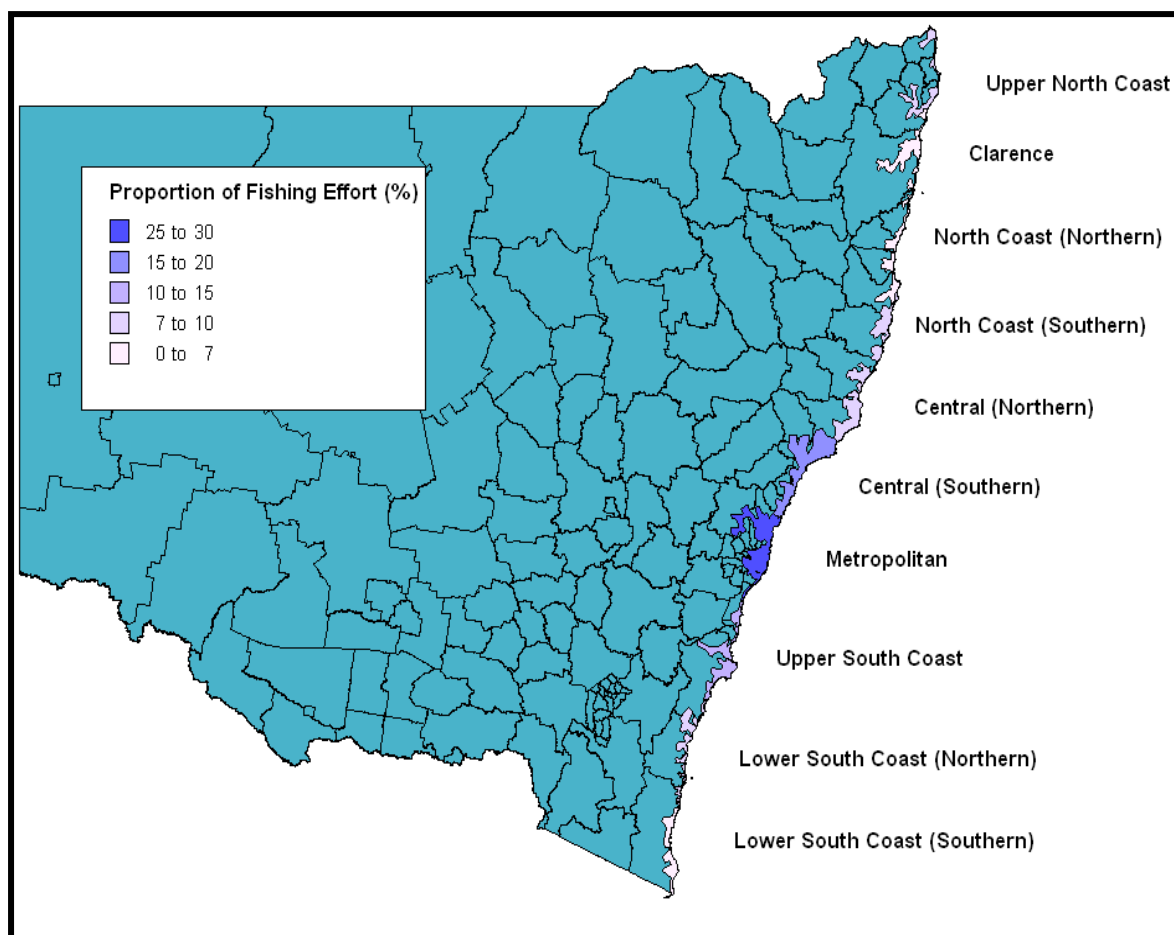 Upper North Coast
Clarence
Proportion of Fishing Effort (%)
25 to 30
15 to 20
10 to 15
7 to 10
0 to 7
North Coast (Northern)
North Coast (Southern)
Central (Northern)
Central (Southern)
Metropolitan
Upper South Coast
Lower South Coast (Northern)
Lower South Coast (Southern)